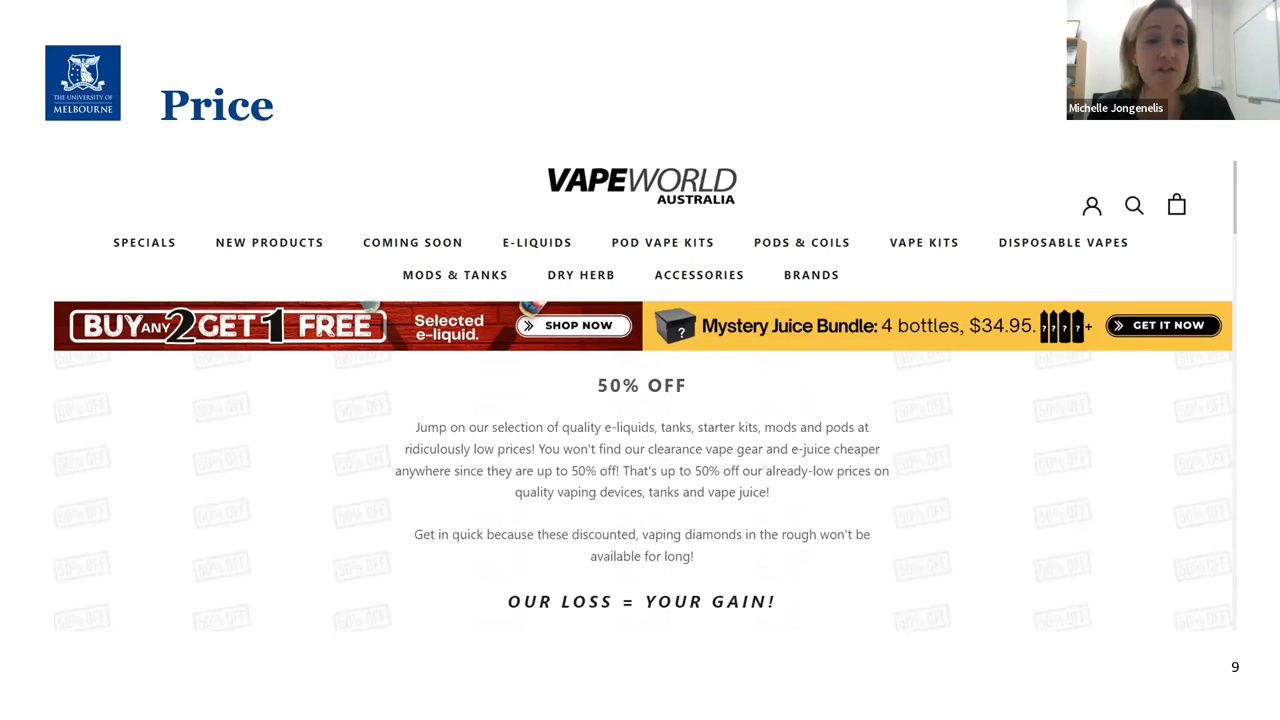 THE UNIVERSITY OF
MELBOURNE
Price
Michelle Jongenelis
VAPEWORLD
AUSTRALIA
SPECIALS NEW PRODUCTS COMING SOON E-LIQUIDS POD VAPE KITS PODS & COILS VAPE KITS DISPOSABLE VAPES
MODS & TANKS DRY HERB ACCESSORIES BRANDS
BUY ANY 2 GET 1 FREE Selected e-liquid. SHOP NOW
Mystery Juice Bundle: 4 bottles, $34.95. ? ? ? ? ? + GET IT NOW
50% OFF
Jump on our selection of quality e-liquids, tanks, starter kits, mods and pods at
ridiculously low prices! You won't find our clearance vape gear and e-juice cheaper
anywhere since they are up to 50% off! That's up to 50% off our already-low prices on
quality vaping devices, tanks and vape juice!
Get in quick because these discounted, vaping diamonds in the rough won't be
available for long!
OUR LOSS = YOUR GAIN!
9